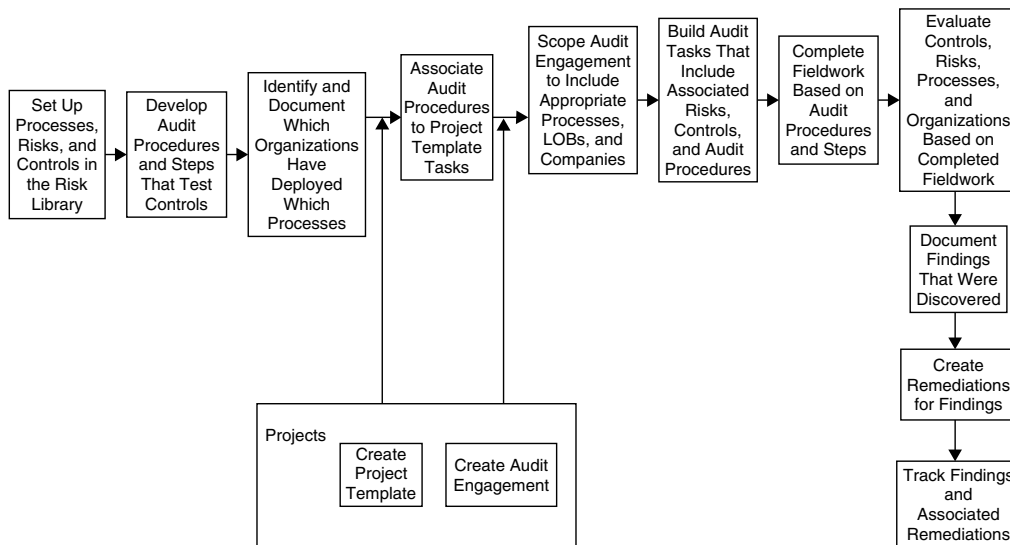 Set Up
Processes,
Risks, and
Controls in
the Risk
Library
Develop
Audit
Procedures
and Steps
That Test
Controls
Identify and
Document
Which
Organizations
Have
Deployed
Which
Processes
Associate
Audit
Procedures
to Project
Template
Tasks
Scope Audit
Engagement
to Include
Appropriate
Processes,
LOBs, and
Companies
Build Audit
Tasks That
Include
Associated
Risks,
Controls,
and Audit
Procedures
Complete
Fieldwork
Based on
Audit
Procedures
and Steps
Evaluate
Controls,
Risks,
Processes,
and
Organizations
Based on
Completed
Fieldwork
Document
Findings
That Were
Discovered
Create
Remediations
for Findings
Track Findings
and
Associated
Remediations
Projects
Create
Project
Template
Create Audit
Engagement